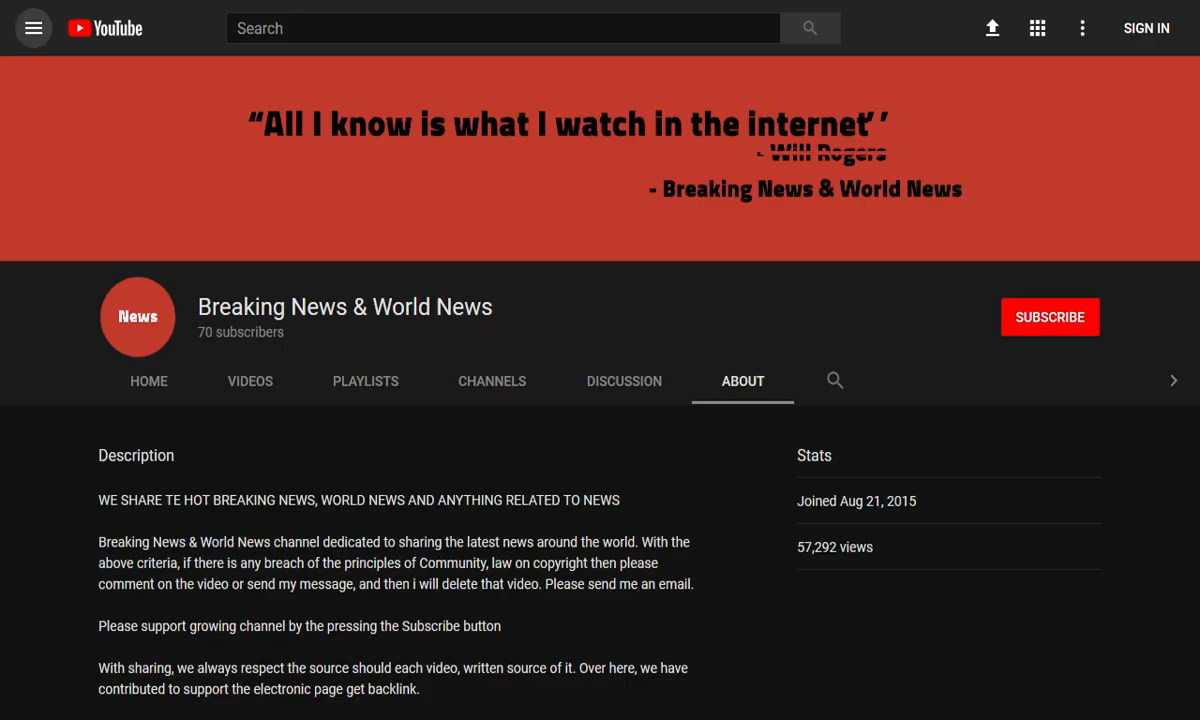 YouTube
Search
SIGN IN
“All I know is what I watch in the internet’’
- Will Rogers
- Breaking News & World News
News
Breaking News & World News
70 subscribers
SUBSCRIBE
HOME VIDEOS PLAYLISTS CHANNELS DISCUSSION ABOUT
Description
WE SHARE TE HOT BREAKING NEWS, WORLD NEWS AND ANYTHING RELATED TO NEWS
Breaking News & World News channel dedicated to sharing the latest news around the world. With the
above criteria, if there is any breach of the principles of Community, law on copyright then please
comment on the video or send my message, and then i will delete that video. Please send me an email.
Please support growing channel by the pressing the Subscribe button
With sharing, we always respect the source should each video, written source of it. Over here, we have
contributed to support the electronic page get backlink.
Stats
Joined Aug 21, 2015
57,292 views